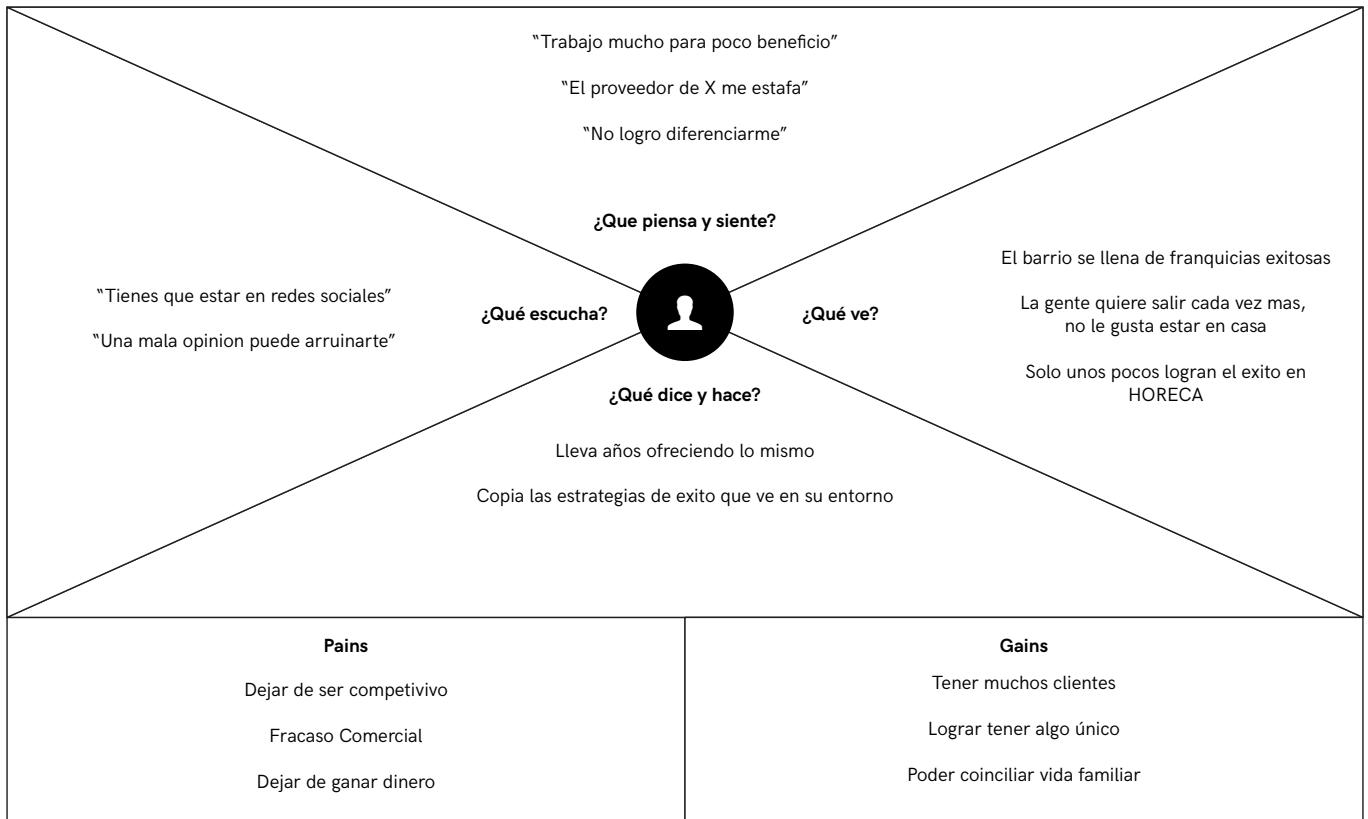 “Trabajo mucho para poco beneficio”
“El proveedor de X me estafa”
“No logro diferenciarme”
¿Que piensa y siente?
“Tienes que estar en redes sociales”
“Una mala opinion puede arruinarte”
¿Qué escucha?
¿Qué ve?
El barrio se llena de franquicias exitosas
La gente quiere salir cada vez mas,
no le gusta estar en casa
Solo unos pocos logran el exito en
HORECA
¿Qué dice y hace?
Lleva años ofreciendo lo mismo
Copia las estrategias de exito que ve en su entorno
Pains
Dejar de ser competivivo
Fracaso Comercial
Dejar de ganar dinero
Gains
Tener muchos clientes
Lograr tener algo único
Poder coinciliar vida familiar